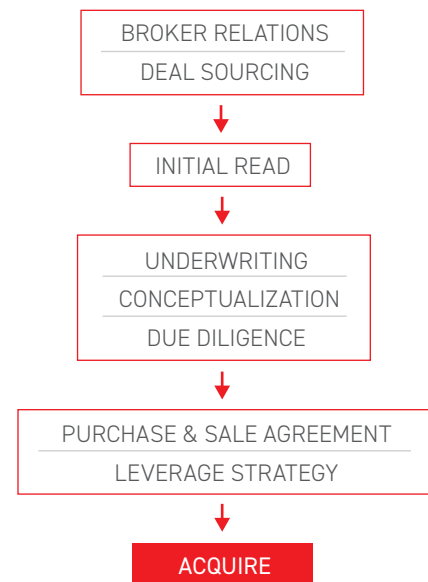 BROKER RELATIONS
DEAL SOURCING
INITIAL READ
UNDERWRITING
CONCEPTUALIZATION
DUE DILIGENCE
PURCHASE & SALE AGREEMENT
LEVERAGE STRATEGY
ACQUIRE